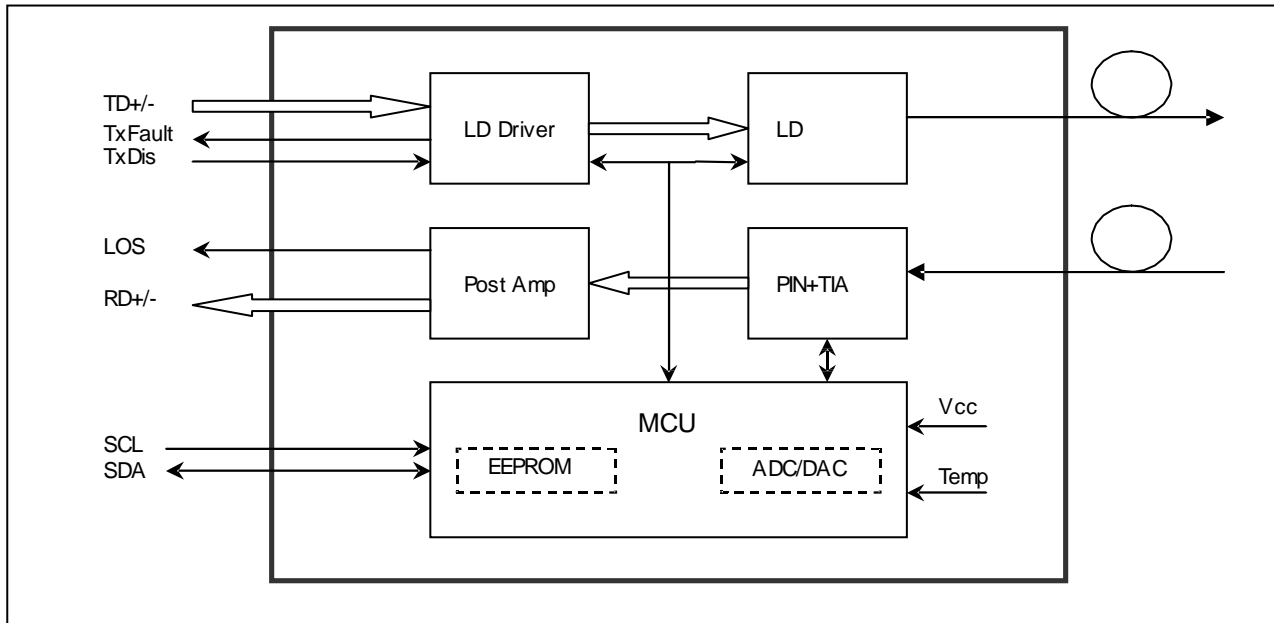 TD+/-
TxFault
TxDis
LD Driver
LD
LOS
RD+/-
Post Amp
PIN+TIA
SCL
SDA
MCU
EEPROM
ADC/DAC
Vcc
Temp